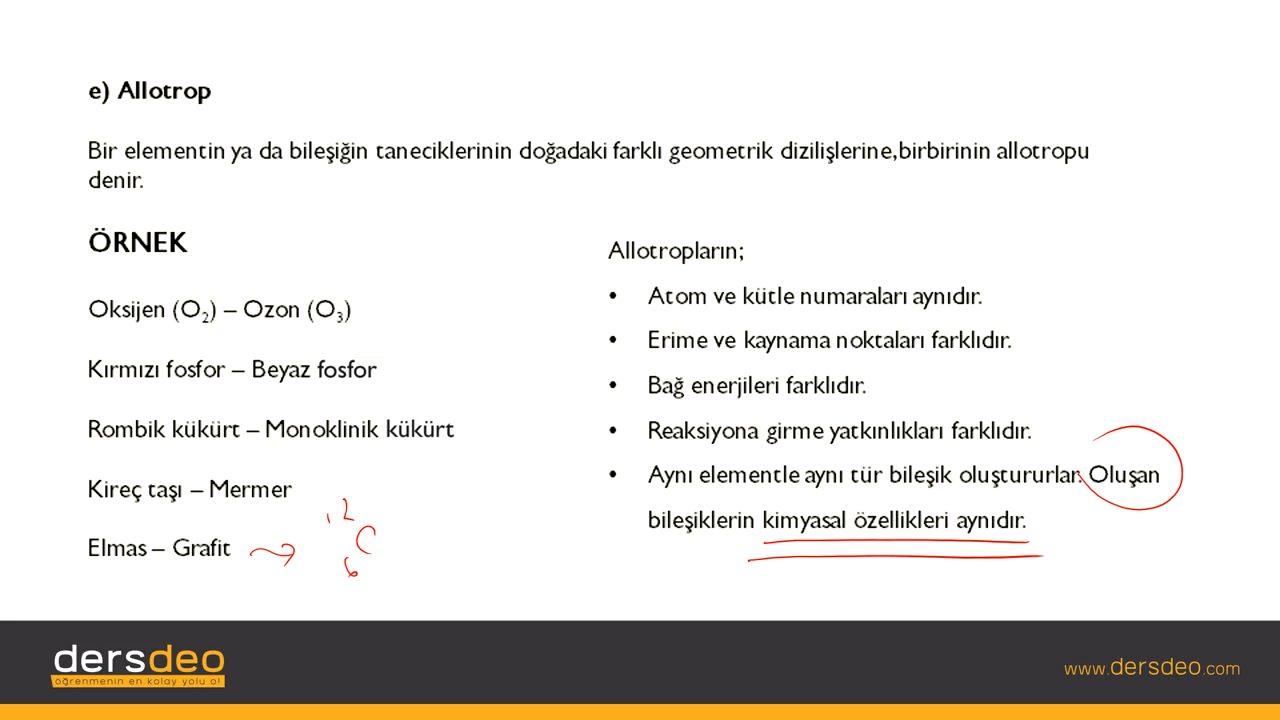 e) Allotrop
Bir elementin ya da bileşiğin taneciklerinin doğadaki farklı geometrik dizilişlerine,birbirinin allotropu
denir.
ÖRNEK
Oksijen (O₂) – Ozon (O₃)
Kırmızı fosfor – Beyaz fosfor
Rombik kükürt – Monoklinik kükürt
Kireç taşı – Mermer
Elmas – Grafit
12
C
6
Allotropların;
• Atom ve kütle numaraları aynıdır.
• Erime ve kaynama noktaları farklıdır.
• Bağ enerjileri farklıdır.
• Reaksiyona girme yatkınlıkları farklıdır.
• Aynı elementle aynı tür bileşik oluştururlar. Oluşan
bileşiklerin kimyasal özellikleri aynıdır.
dersdeo
öğrenmenin en kolay yolu o!
www.dersdeo.com